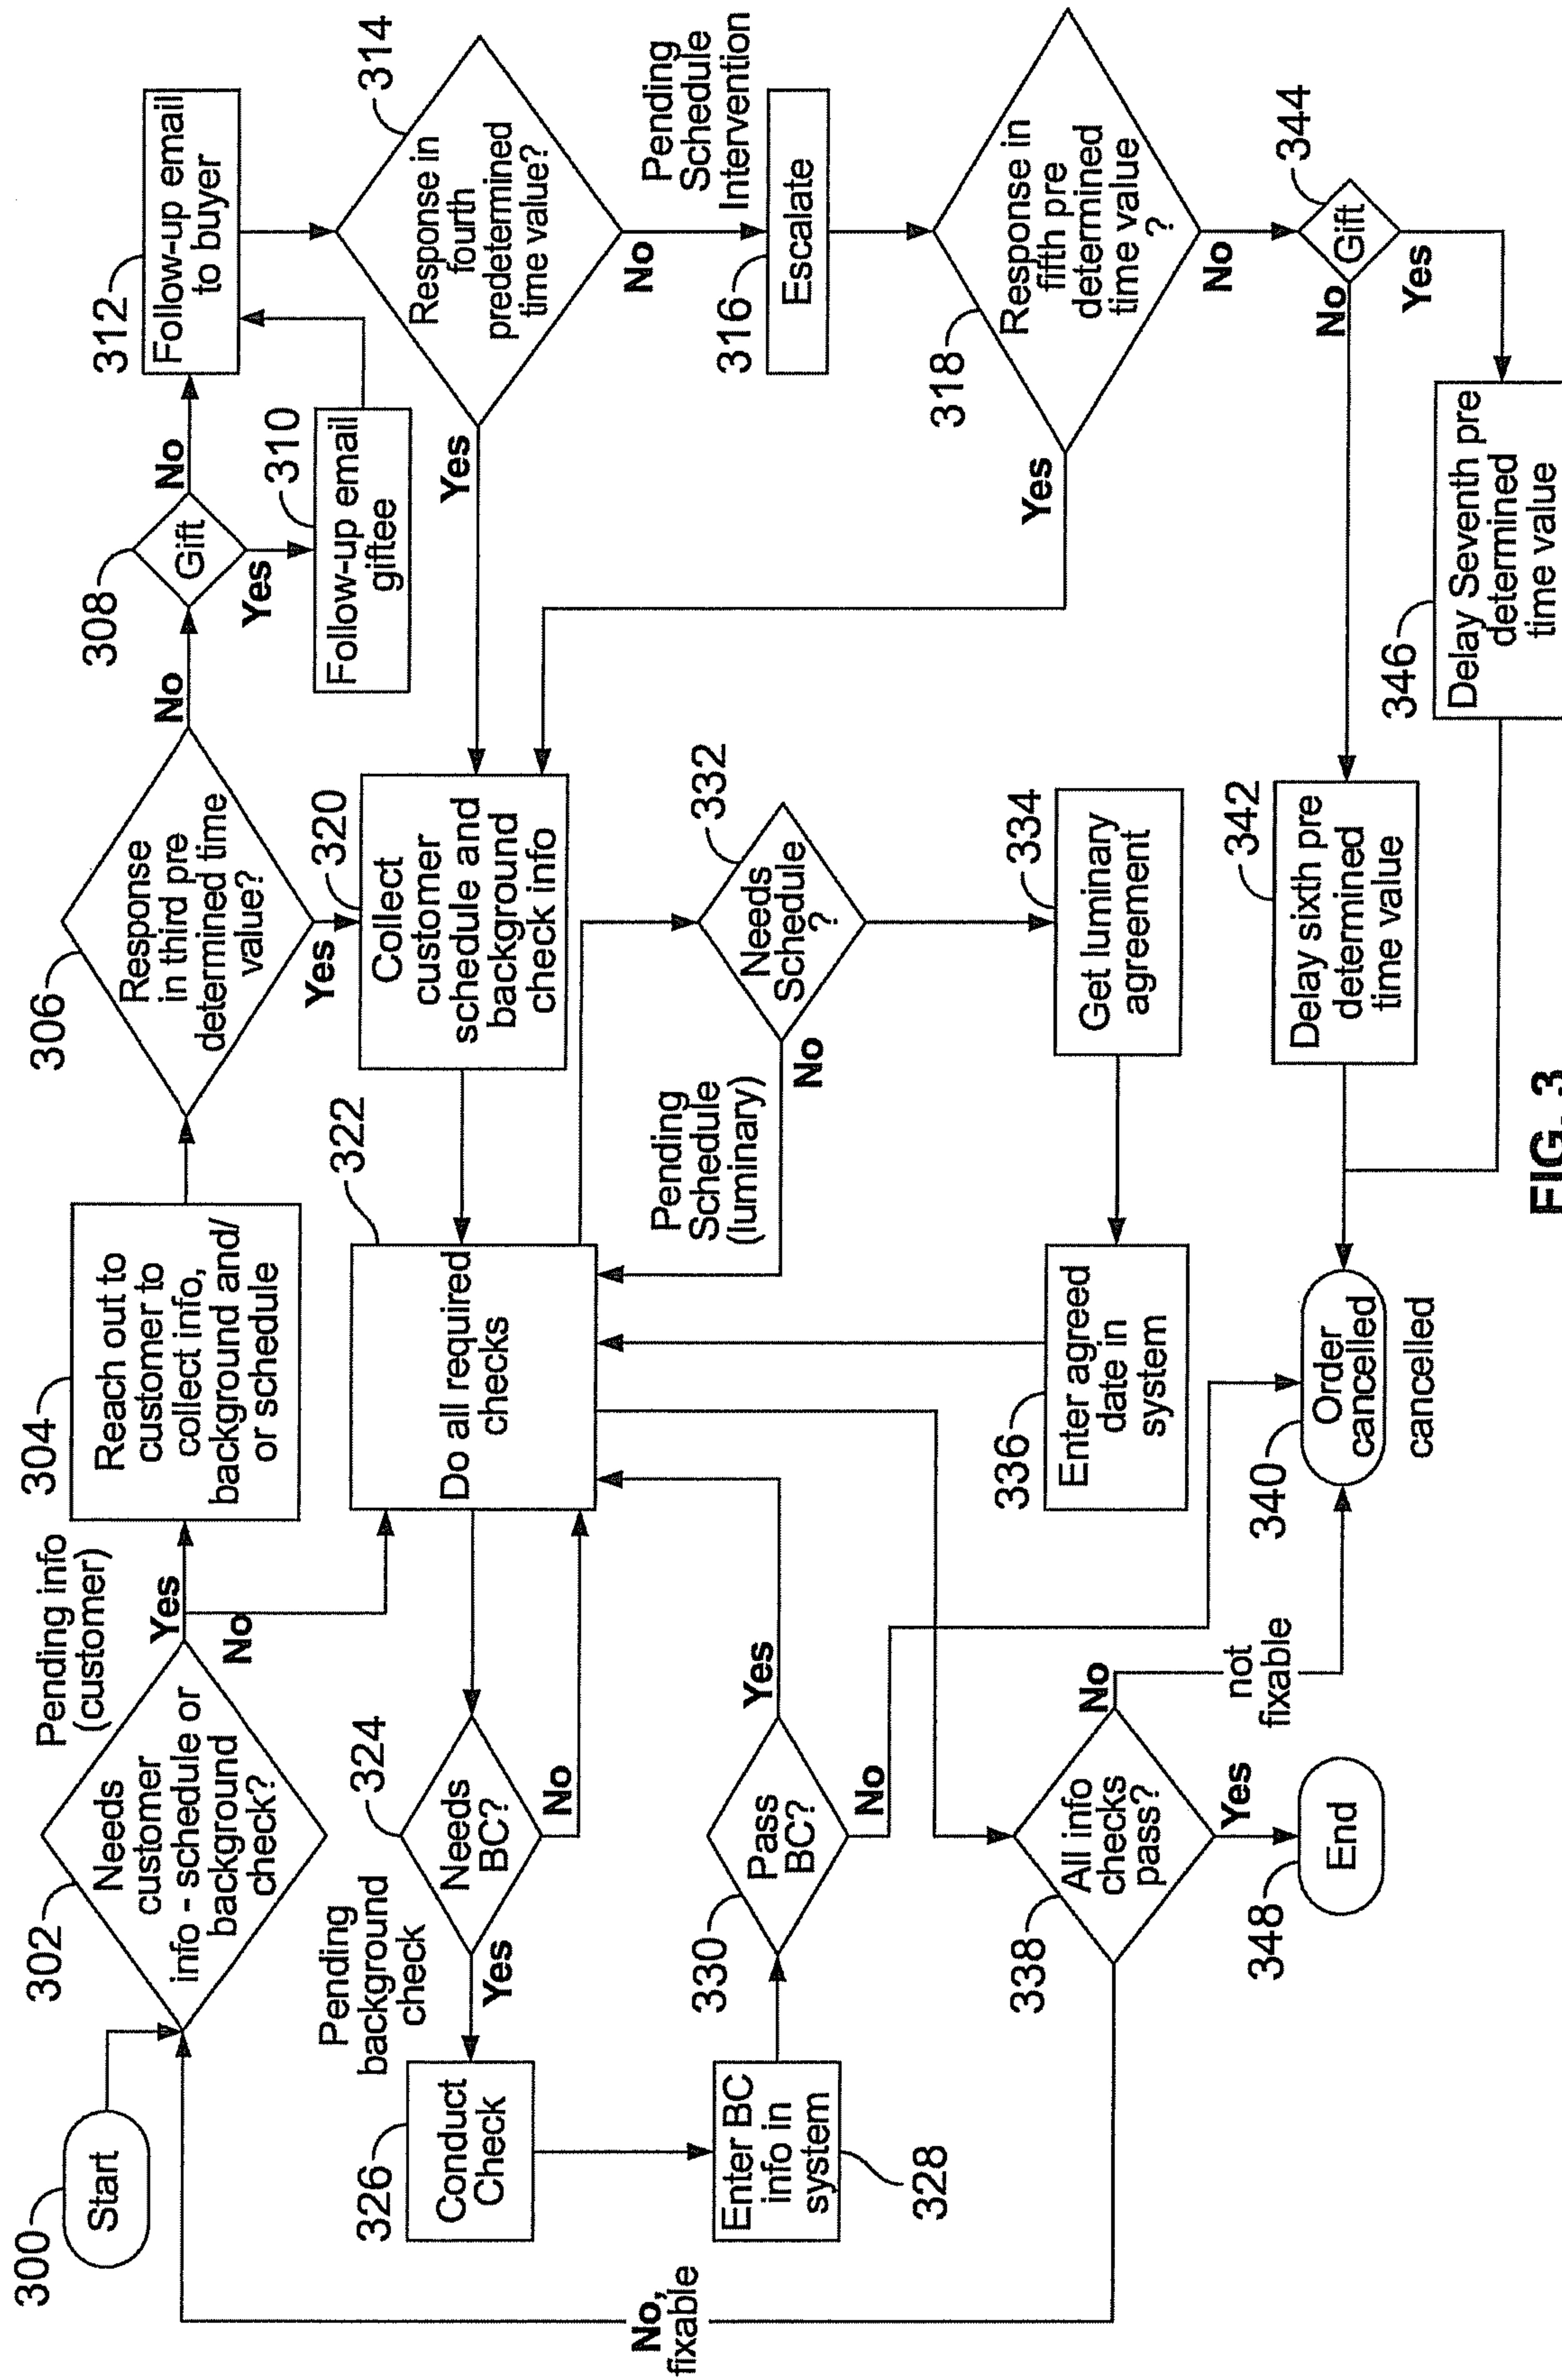 300
Start
302
Needs
customer
info - schedule or
background
check?
Pending info
(customer)
Yes
No
304
Reach out to
customer to
collect info,
background and/
or schedule
306
Response
in third pre
determined time
value?
No
Yes
308
Gift
No
Yes
310
Follow-up email
giftee
312
Follow-up email
to buyer
314
Response in
fourth
predetermined
time value?
Yes
No
Pending
Schedule
Intervention
316
Escalate
318
Response in
fifth pre
determined
time value
?
Yes
No
320
Collect
customer
schedule and
background
check info
322
Do all required
checks
324
Needs
BC?
No
Yes
Pending
background
check
326
Conduct
Check
328
Enter BC
info in
system
330
Pass
BC?
Yes
No
332
Needs
Schedule
?
No
Pending
Schedule
(luminary)
334
Get luminary
agreement
336
Enter agreed
date in
system
338
All info
checks
pass?
No
not
fixable
Yes
No,
fixable
340
Order
cancelled
cancelled
342
Delay sixth pre
determined
time value
344
Gift
No
Yes
346
Delay Seventh pre
determined
time value
348
End
FIG. 3